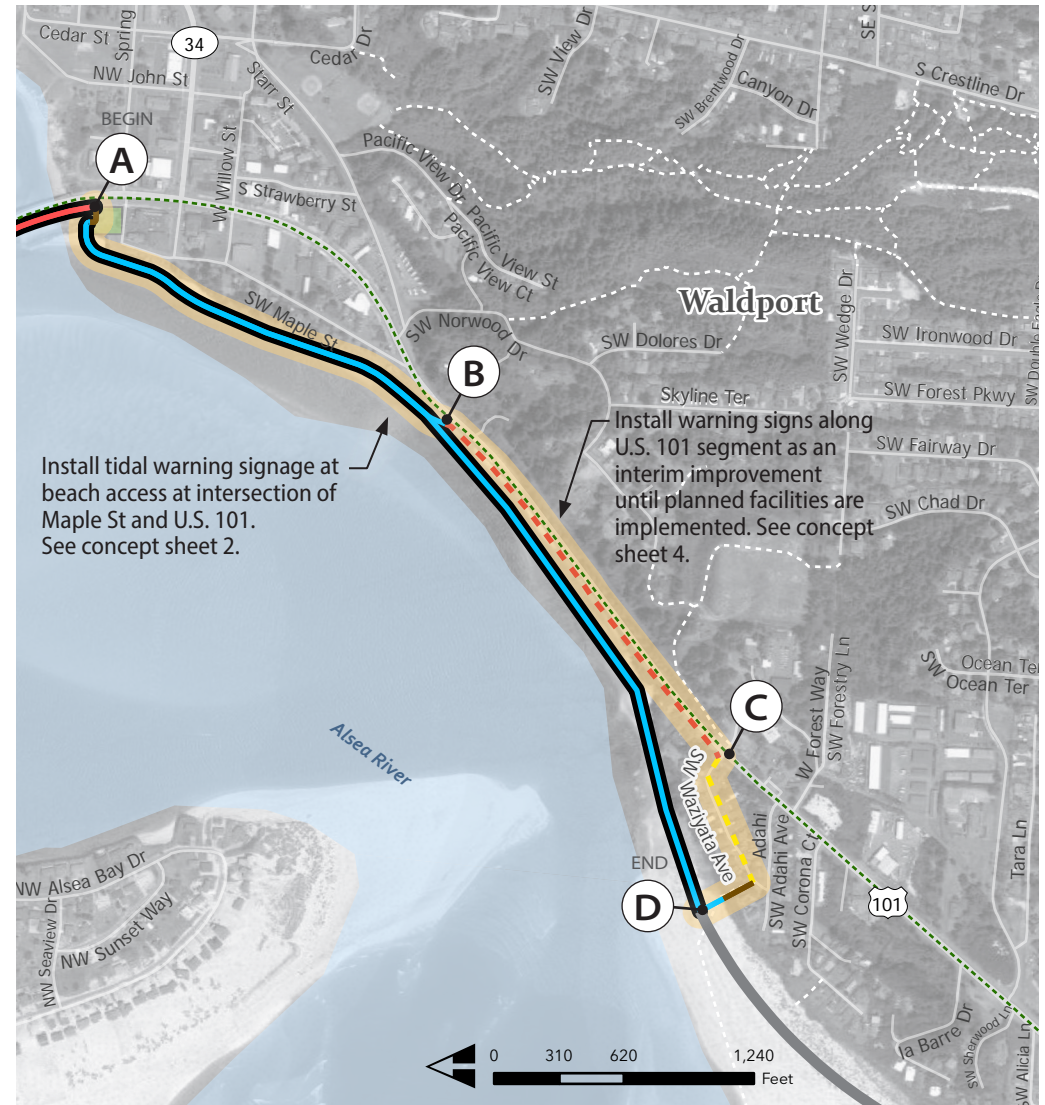 Cedar St
Spring
34
Cedar Dr
SW View Dr
SE S
NW John St
Starr St
SW Brentwood Dr
Canyon Dr
S Crestline Dr
BEGIN
A
W Willow St
S Strawberry St
Pacific View Dr
Pacific View St
Pacific View Ct
Waldport
SW Wedge Dr
SW Maple St
SW Norwood Dr
SW Dolores Dr
SW Ironwood Dr
B
Skyline Ter
SW Forest Pkwy
SW Fairway Dr
SW Chad Dr
Install tidal warning signage at
beach access at intersection of
Maple St and U.S. 101.
See concept sheet 2.
Install warning signs along
U.S. 101 segment as an
interim improvement
until planned facilities are
implemented. See concept
sheet 4.
Ocean Ter
SW Ocean Ter
W Forest Way
SW Forestry Ln
C
Alsea River
SW Waziyata Ave
Adahi
SW Adahi Ave
SW Corona Ct
Tara Ln
END
D
101
NW Alsea Bay Dr
NW Seaview Dr
NW Sunset Way
la Barre Dr
SW Sherwood Ln
SW Alicia Ln
0 310 620 1,240
Feet